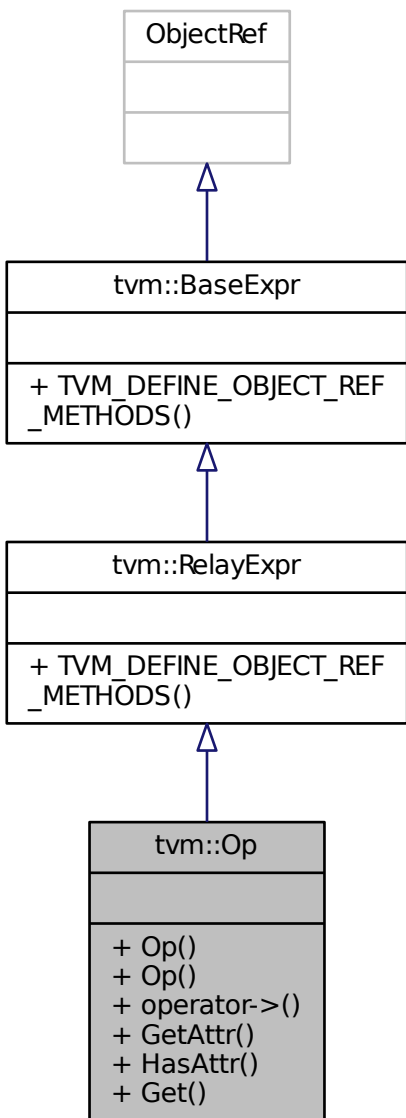 ObjectRef
tvm::BaseExpr
+ TVM_DEFINE_OBJECT_REF
_METHODS()
tvm::RelayExpr
+ TVM_DEFINE_OBJECT_REF
_METHODS()
tvm::Op
+ Op()
+ Op()
+ operator->()
+ GetAttr()
+ HasAttr()
+ Get()